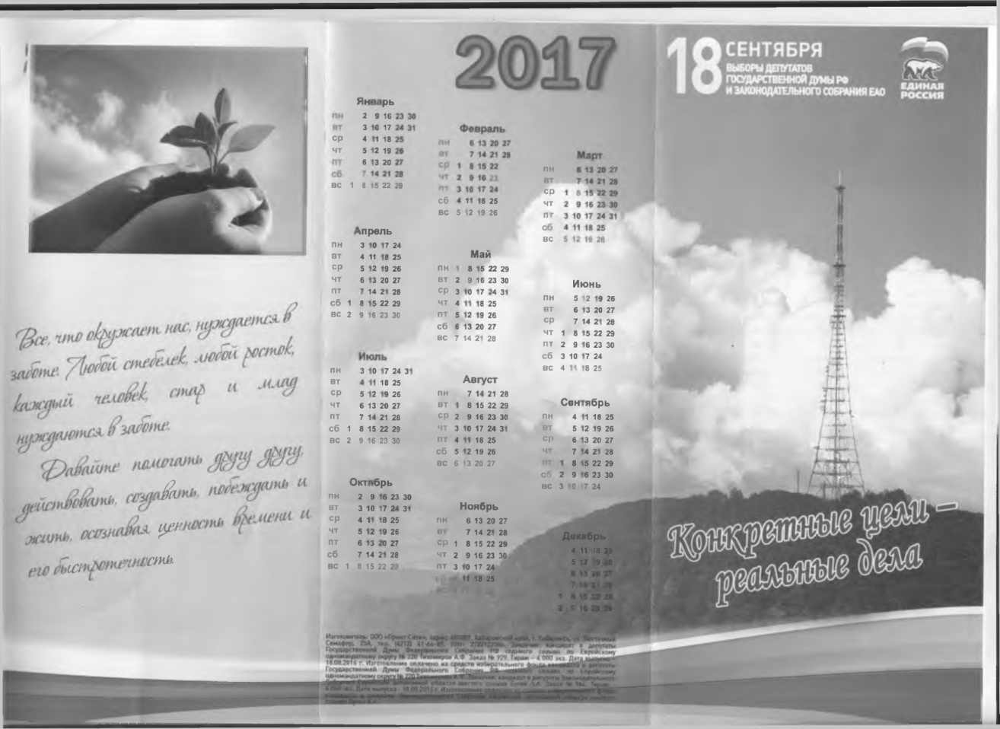 Все, что окружает нас, нуждается в
заботе. Любой стебелек, любой росток,
каждый человек, стар и млад
нуждаются в заботе.
Давайте помогать другу другу,
действовать, создавать, побеждать и
жить, осознавая ценность времени и
его быстротечность.
2017
Январь
пн 2 9 16 23 30
вт 3 10 17 24 31
ср 4 11 18 25
чт 5 12 19 26
пт 6 13 20 27
сб 7 14 21 28
вс 1 8 15 22 29
Февраль
пн 6 13 20 27
вт 7 14 21 28
ср 1 8 15 22
чт 2 9 16 23
пт 3 10 17 24
сб 4 11 18 25
вс 5 12 19 26
Март
пн 6 13 20 27
вт 7 14 21 28
ср 1 8 15 22 29
чт 2 9 16 23 30
пт 3 10 17 24 31
сб 4 11 18 25
вс 5 12 19 26
Апрель
пн 3 10 17 24
вт 4 11 18 25
ср 5 12 19 26
чт 6 13 20 27
пт 7 14 21 28
сб 1 8 15 22 29
вс 2 9 16 23 30
Май
пн 1 8 15 22 29
вт 2 9 16 23 30
ср 3 10 17 24 31
чт 4 11 18 25
пт 5 12 19 26
сб 6 13 20 27
вс 7 14 21 28
Июнь
пн 5 12 19 26
вт 6 13 20 27
ср 7 14 21 28
чт 1 8 15 22 29
пт 2 9 16 23 30
сб 3 10 17 24
вс 4 11 18 25
Июль
пн 3 10 17 24 31
вт 4 11 18 25
ср 5 12 19 26
чт 6 13 20 27
пт 7 14 21 28
сб 1 8 15 22 29
вс 2 9 16 23 30
Август
пн 7 14 21 28
вт 1 8 15 22 29
ср 2 9 16 23 30
чт 3 10 17 24 31
пт 4 11 18 25
сб 5 12 19 26
вс 6 13 20 27
Сентябрь
пн 4 11 18 25
вт 5 12 19 26
ср 6 13 20 27
чт 7 14 21 28
пт 1 8 15 22 29
сб 2 9 16 23 30
вс 3 10 17 24
Октябрь
пн 2 9 16 23 30
вт 3 10 17 24 31
ср 4 11 18 25
чт 5 12 19 26
пт 6 13 20 27
сб 7 14 21 28
вс 1 8 15 22 29
Ноябрь
пн 6 13 20 27
вт 7 14 21 28
ср 1 8 15 22 29
чт 2 9 16 23 30
пт 3 10 17 24
11 18 25
Декабрь
4 11 18 25
5 12 19 26
6 13 20 27
7 14 21 28
1 8 15 22 29
2 9 16 23
Изготовитель: ООО «Принт Сити», адрес: Хабаровский край, г. Хабаровск, ул. Восточный
Семафор, Заказчик: кандидат в депутаты
Государственной Думы Федерального Собрания РФ седьмого созыва по Еврейскому
одномандатному округу № 220 Тихомиров А.Ф. Заказ № 929. Тираж – 4 000 экз. Дата выпуска –
18.08.2016 г. Изготовление оплачено из средств избирательного фонда кандидата в депутаты
Государственной Думы Федерального Собрания РФ седьмого созыва по Еврейскому
одномандатному округу № 220
18 СЕНТЯБРЯ
ВЫБОРЫ ДЕПУТАТОВ
ГОСУДАРСТВЕННОЙ ДУМЫ РФ
И ЗАКОНОДАТЕЛЬНОГО СОБРАНИЯ ЕАО
ЕДИНАЯ
РОССИЯ
Конкретные цели –
реальные дела